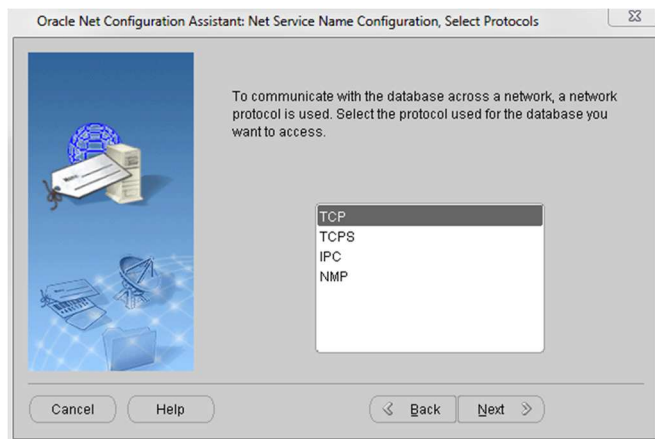 Oracle Net Configuration Assistant: Net Service Name Configuration, Select Protocols
To communicate with the database across a network, a network
protocol is used. Select the protocol used for the database you
want to access.
TCP
TCPS
IPC
NMP
Cancel Help Back Next